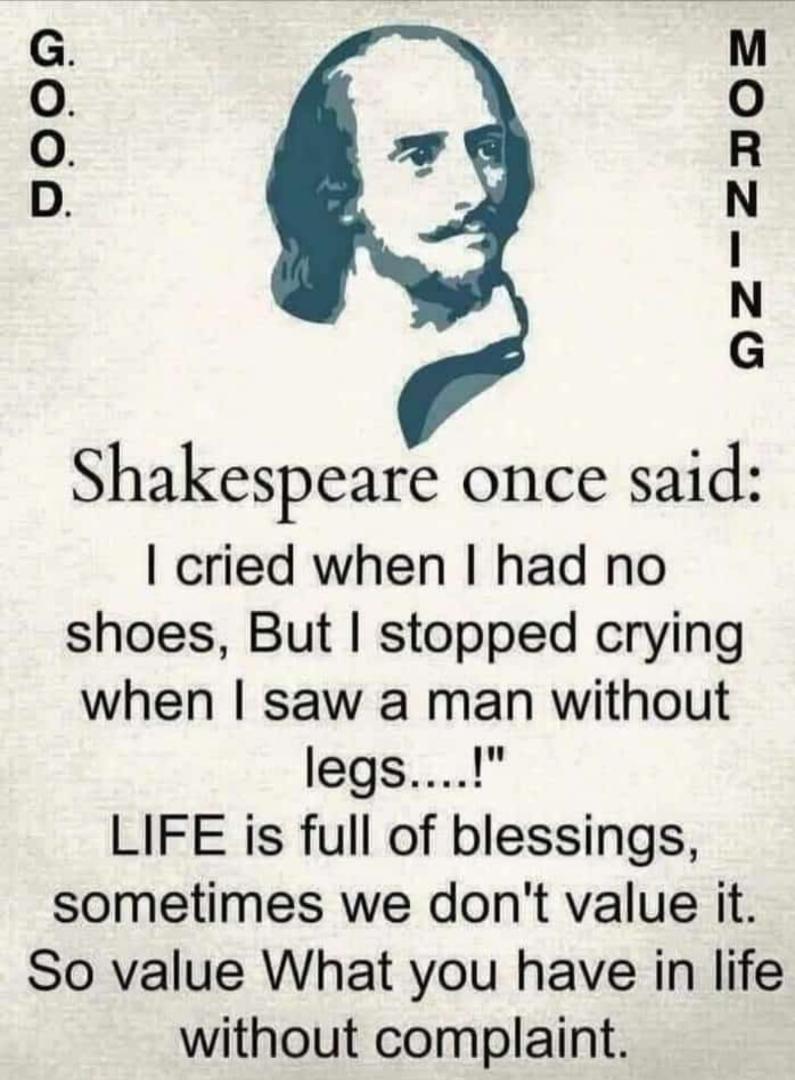 G.
O.
O.
D.
M
O
R
N
I
N
G
Shakespeare once said:
I cried when I had no
shoes, But I stopped crying
when I saw a man without
legs....!"
LIFE is full of blessings,
sometimes we don't value it.
So value What you have in life
without complaint.